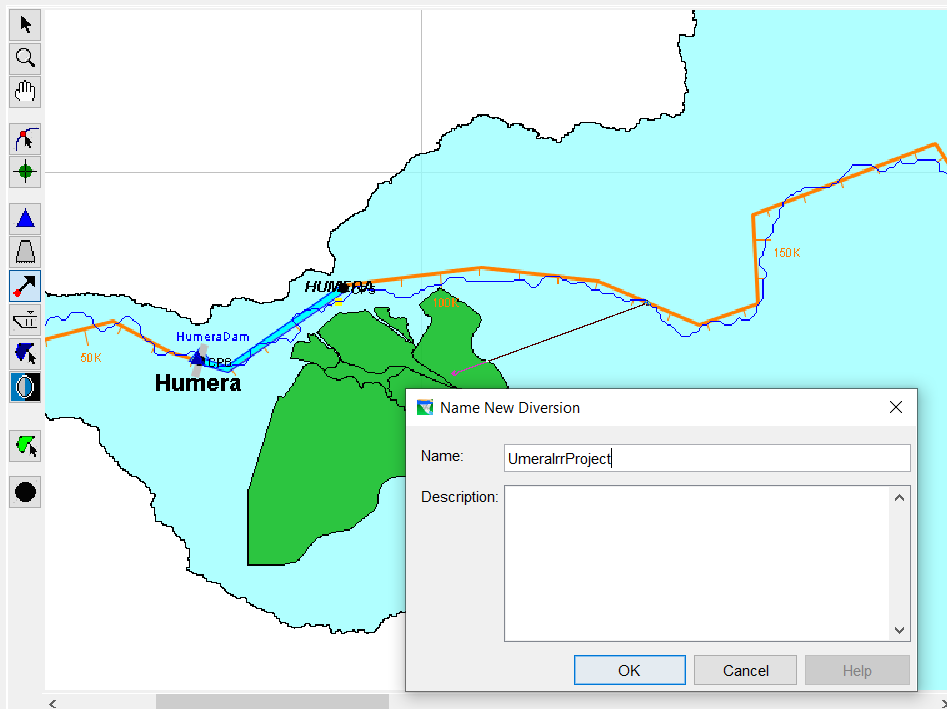 HUMERA
100K
150K
HumeraDam
50K
Humera
Name New Diversion
Name:
UmeraIrrProject
Description:
OK
Cancel
Help